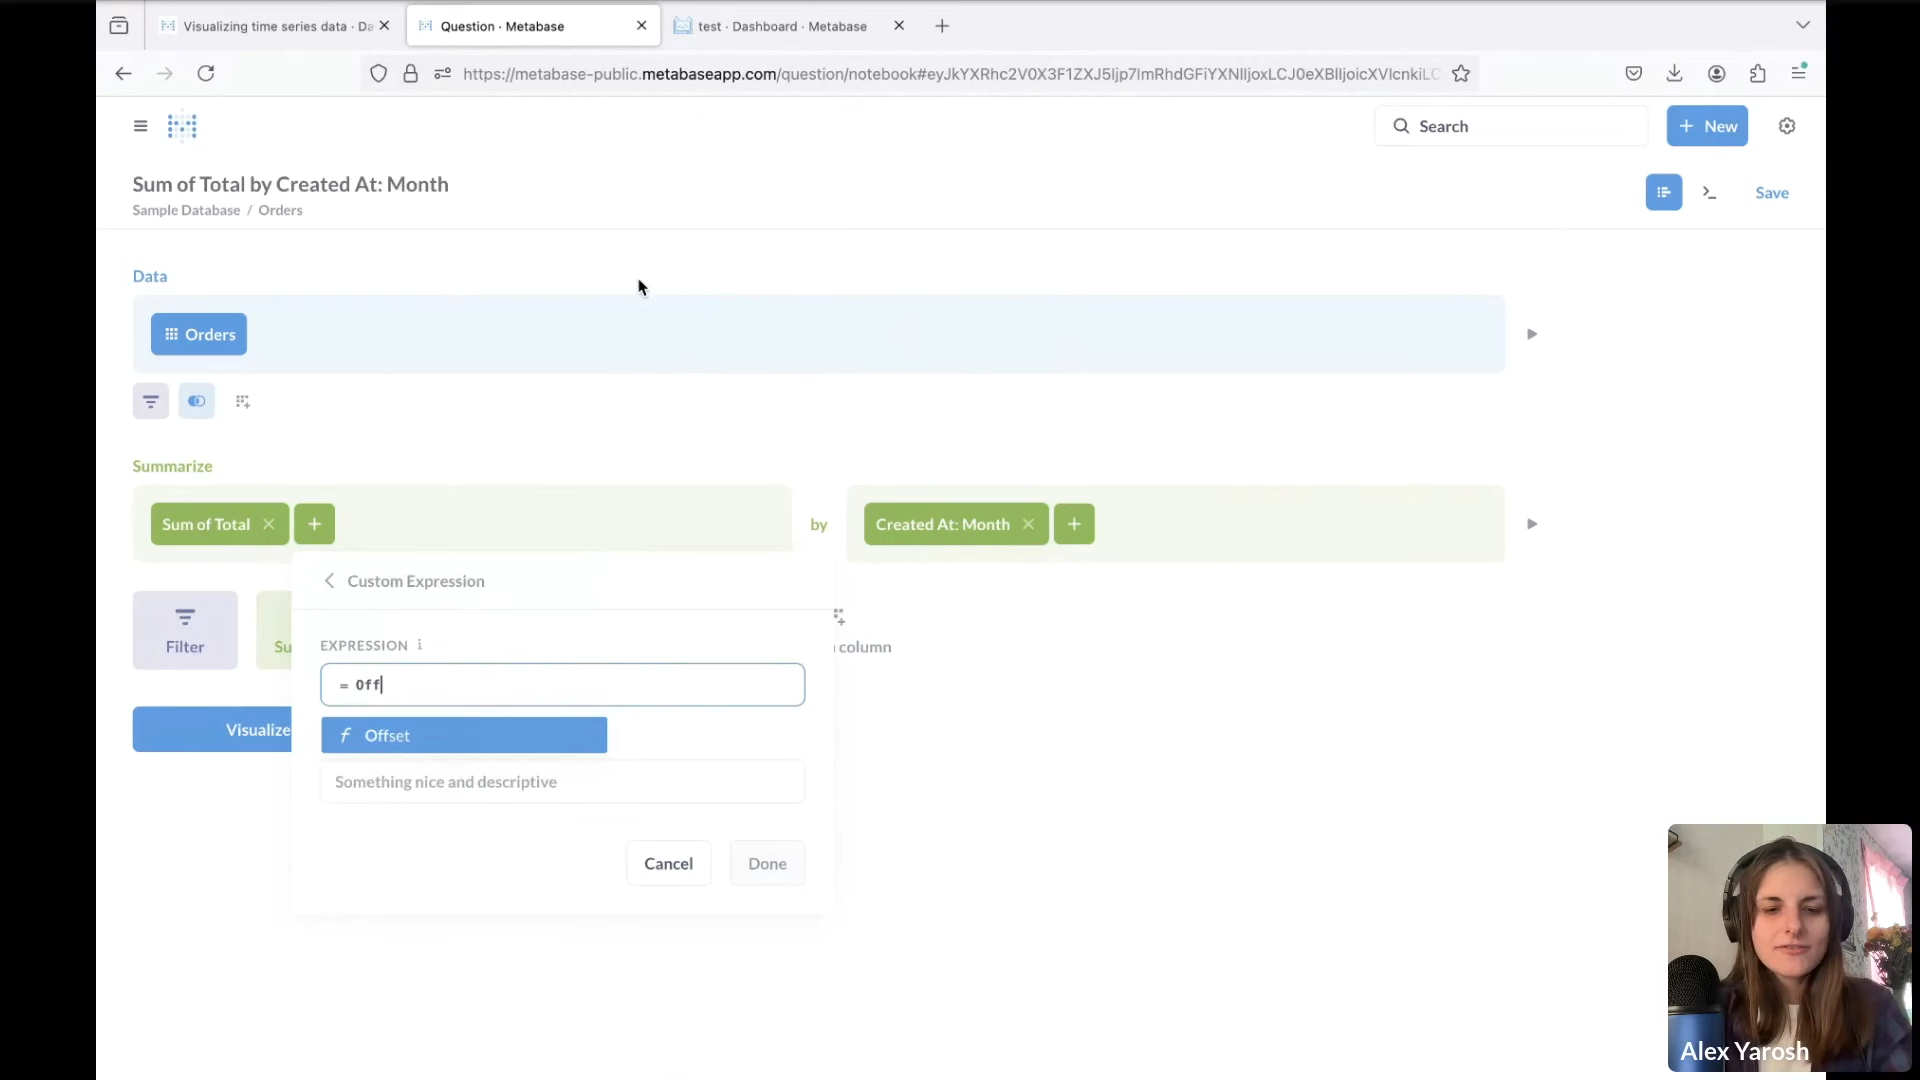 Visualizing time series data · Da
Question · Metabase
test · Dashboard · Metabase
https://metabase-public.metabaseapp.com/question/notebook#
Search
New
Sum of Total by Created At: Month
Sample Database / Orders
Save
Data
Orders
Summarize
Sum of Total
by
Created At: Month
Custom Expression
Filter
Su
EXPRESSION
column
= Off
Visualize
Offset
Something nice and descriptive
Cancel
Done
Alex Yarosh